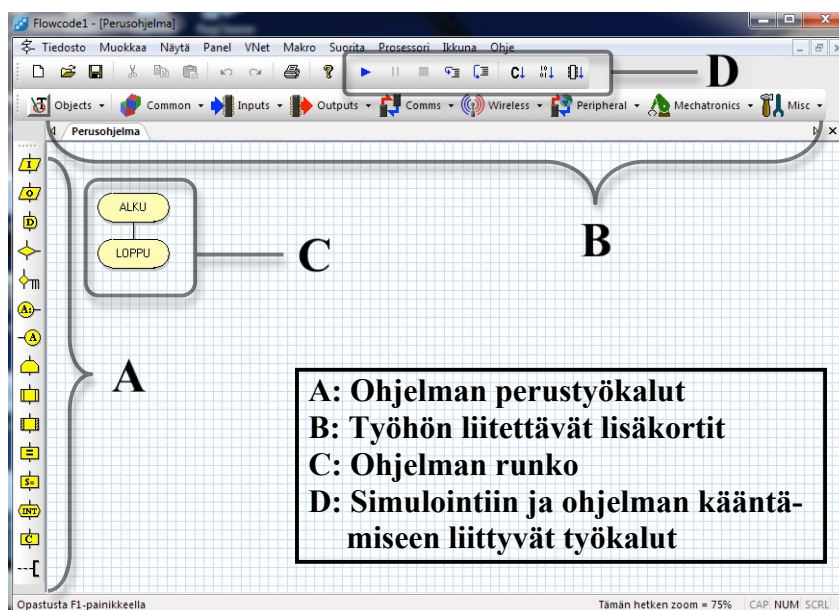 Flowcode1 - [Perusohjelma]
Tiedosto Muokkaa Näytä Panel VNet Makro Suorita Prosessori Ikkuna Ohje
D
Objects Common Inputs Outputs Comms Wireless Peripheral Mechatronics Misc
Perusohjelma
ALKU
LOPPU
B
C
A
A: Ohjelman perustyökalut
B: Työhön liitettävät lisäkortit
C: Ohjelman runko
D: Simulointiin ja ohjelman kääntä-
miseen liittyvät työkalut
Opastusta F1-painikkeella Tämän hetken zoom = 75% CAP NUM SCRL